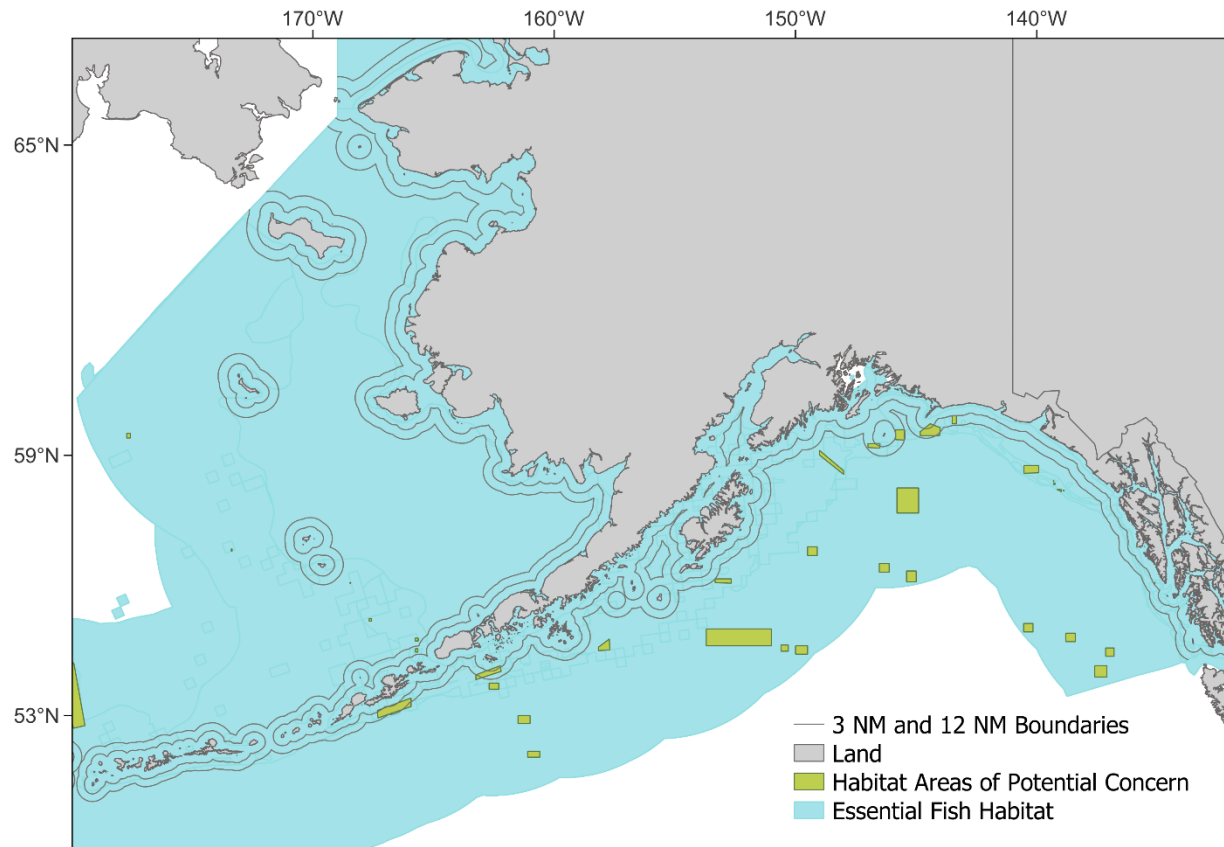 170°W 160°W 150°W 140°W
65°N
59°N
53°N
3 NM and 12 NM Boundaries
Land
Habitat Areas of Potential Concern
Essential Fish Habitat